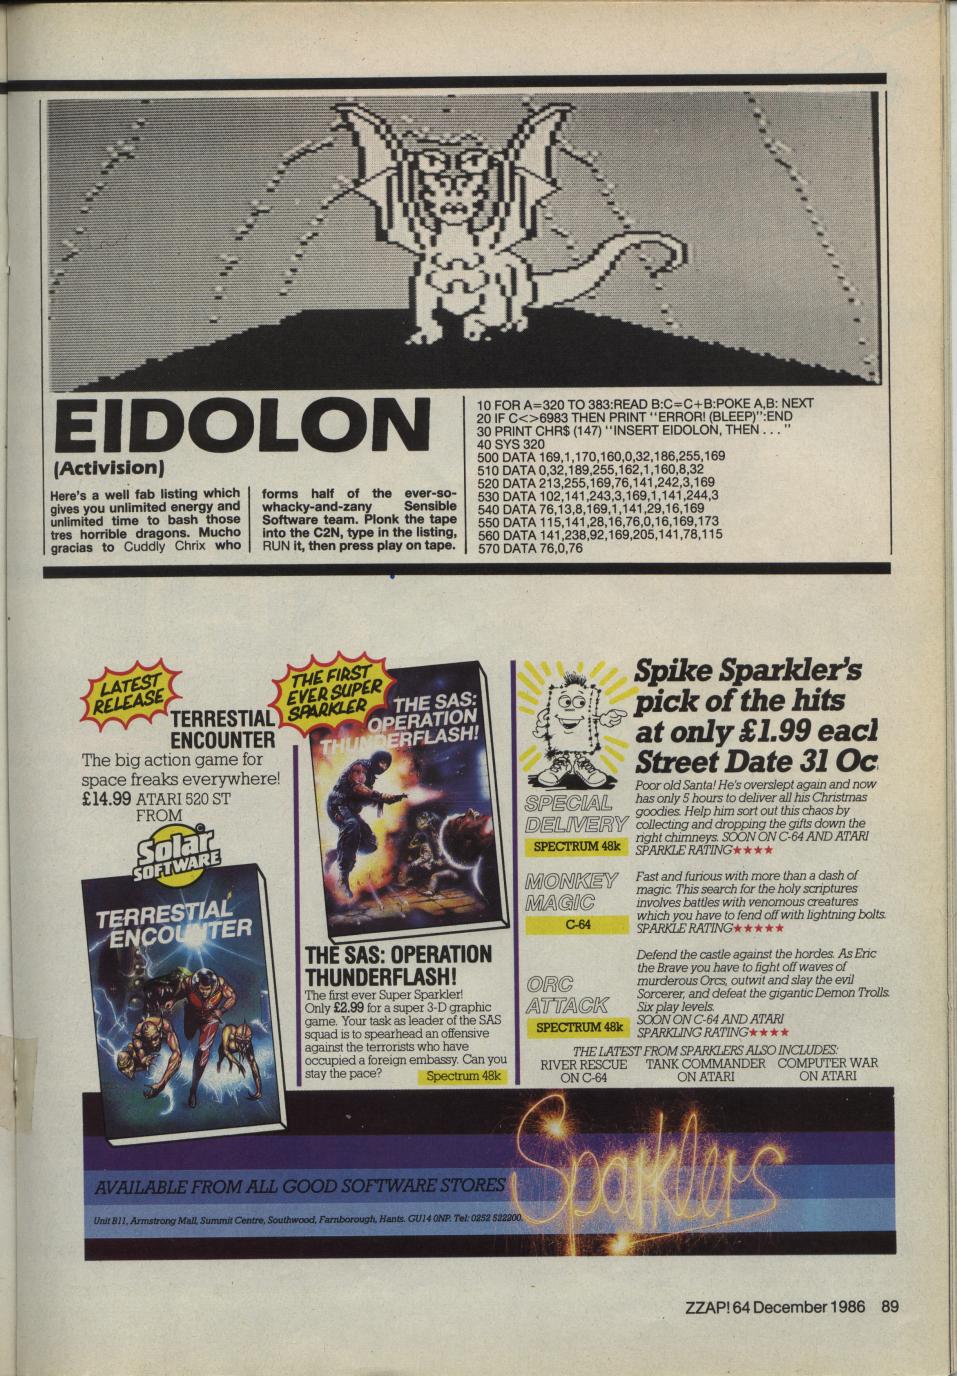 EIDOLON
(Activision)
Here's a well fab listing which
gives you unlimited energy and
unlimited time to bash those
tres horrible dragons. Mucho
gracias to Cuddly Chrix who
forms half of the ever-so-
whacky-and-zany Sensible
Software team. Plonk the tape
into the C2N, type in the listing,
RUN it, then press play on tape.
10 FOR A=320 TO 383:READ B:C=C+B:POKE A,B: NEXT
20 IF C<>6983 THEN PRINT "ERROR! (BLEEP)":END
30 PRINT CHR$ (147) "INSERT EIDOLON, THEN . . . "
40 SYS 320
500 DATA 169,1,170,160,0,32,186,255,169
510 DATA 0,32,189,255,162,1,160,8,32
520 DATA 213,255,169,76,141,242,3,169
530 DATA 102,141,243,3,169,1,141,244,3
540 DATA 76,13,8,169,1,141,29,16,169
550 DATA 115,141,28,16,76,0,16,169,173
560 DATA 141,238,92,169,205,141,78,115
570 DATA 76,0,76
LATEST
RELEASE
TERRESTIAL
ENCOUNTER
The big action game for
space freaks everywhere!
£14.99 ATARI 520 ST
FROM
Solar
SOFTWARE
TERRESTIAL
ENCOUNTER
THE FIRST
EVER SUPER
SPARKLER
THE SAS:
OPERATION
THUNDERFLASH!
THE SAS: OPERATION
THUNDERFLASH!
The first ever Super Sparkler!
Only £2.99 for a super 3-D graphic
game. Your task as leader of the SAS
squad is to spearhead an offensive
against the terrorists who have
occupied a foreign embassy. Can you
stay the pace?
Spectrum 48k
Spike Sparkler's
pick of the hits
at only £1.99 eacl
Street Date 31 Oc
SPECIAL
DELIVERY
SPECTRUM 48k
Poor old Santa! He's overslept again and now
has only 5 hours to deliver all his Christmas
goodies. Help him sort out this chaos by
collecting and dropping the gifts down the
right chimneys. SOON ON C-64 AND ATARI
SPARKLE RATING★★★★
MONKEY
MAGIC
C-64
Fast and furious with more than a dash of
magic. This search for the holy scriptures
involves battles with venomous creatures
which you have to fend off with lightning bolts.
SPARKLE RATING★★★★★
ORC
ATTACK
SPECTRUM 48k
Defend the castle against the hordes. As Eric
the Brave you have to fight off waves of
murderous Orcs, outwit and slay the evil
Sorcerer, and defeat the gigantic Demon Trolls.
Six play levels.
SOON ON C-64 AND ATARI
SPARKLING RATING★★★★
THE LATEST FROM SPARKLERS ALSO INCLUDES:
RIVER RESCUE
ON C-64
TANK COMMANDER
ON ATARI
COMPUTER WAR
ON ATARI
Sparklers
AVAILABLE FROM ALL GOOD SOFTWARE STORES
Unit B11, Armstrong Mall, Summit Centre, Southwood, Farnborough, Hants. GU14 0NP. Tel: 0252 522200.
ZZAP! 64 December 1986 89